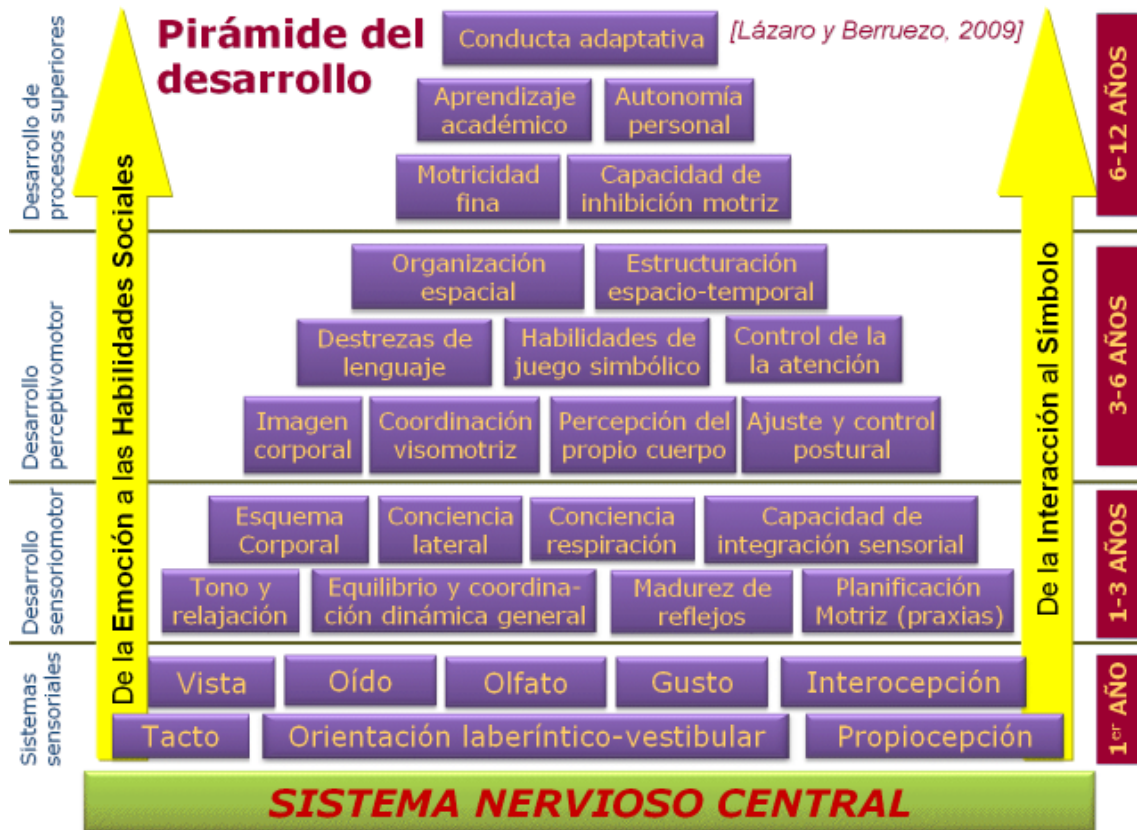 Pirámide del
desarrollo
[Lázaro y Berruezo, 2009]
Conducta adaptativa
Aprendizaje
académico
Autonomía
personal
Motricidad
fina
Capacidad de
inhibición motriz
Desarrollo de
procesos superiores
6-12 AÑOS
Organización
espacial
Estructuración
espacio-temporal
Destrezas de
lenguaje
Habilidades de
juego simbólico
Control de la
la atención
Imagen
corporal
Coordinación
visomotriz
Percepción del
propio cuerpo
Ajuste y control
postural
Desarrollo
perceptivomotor
3-6 AÑOS
Esquema
Corporal
Conciencia
lateral
Conciencia
respiración
Capacidad de
integración sensorial
Tono y
relajación
Equilibrio y coordina-
ción dinámica general
Madurez de
reflejos
Planificación
Motriz (praxias)
Desarrollo
sensoriomotor
1-3 AÑOS
Vista
Oído
Olfato
Gusto
Interocepción
Tacto
Orientación laberíntico-vestibular
Propiocepción
Sistemas
sensoriales
1er AÑO
De la Emoción a las Habilidades Sociales
De la Interacción al Símbolo
SISTEMA NERVIOSO CENTRAL